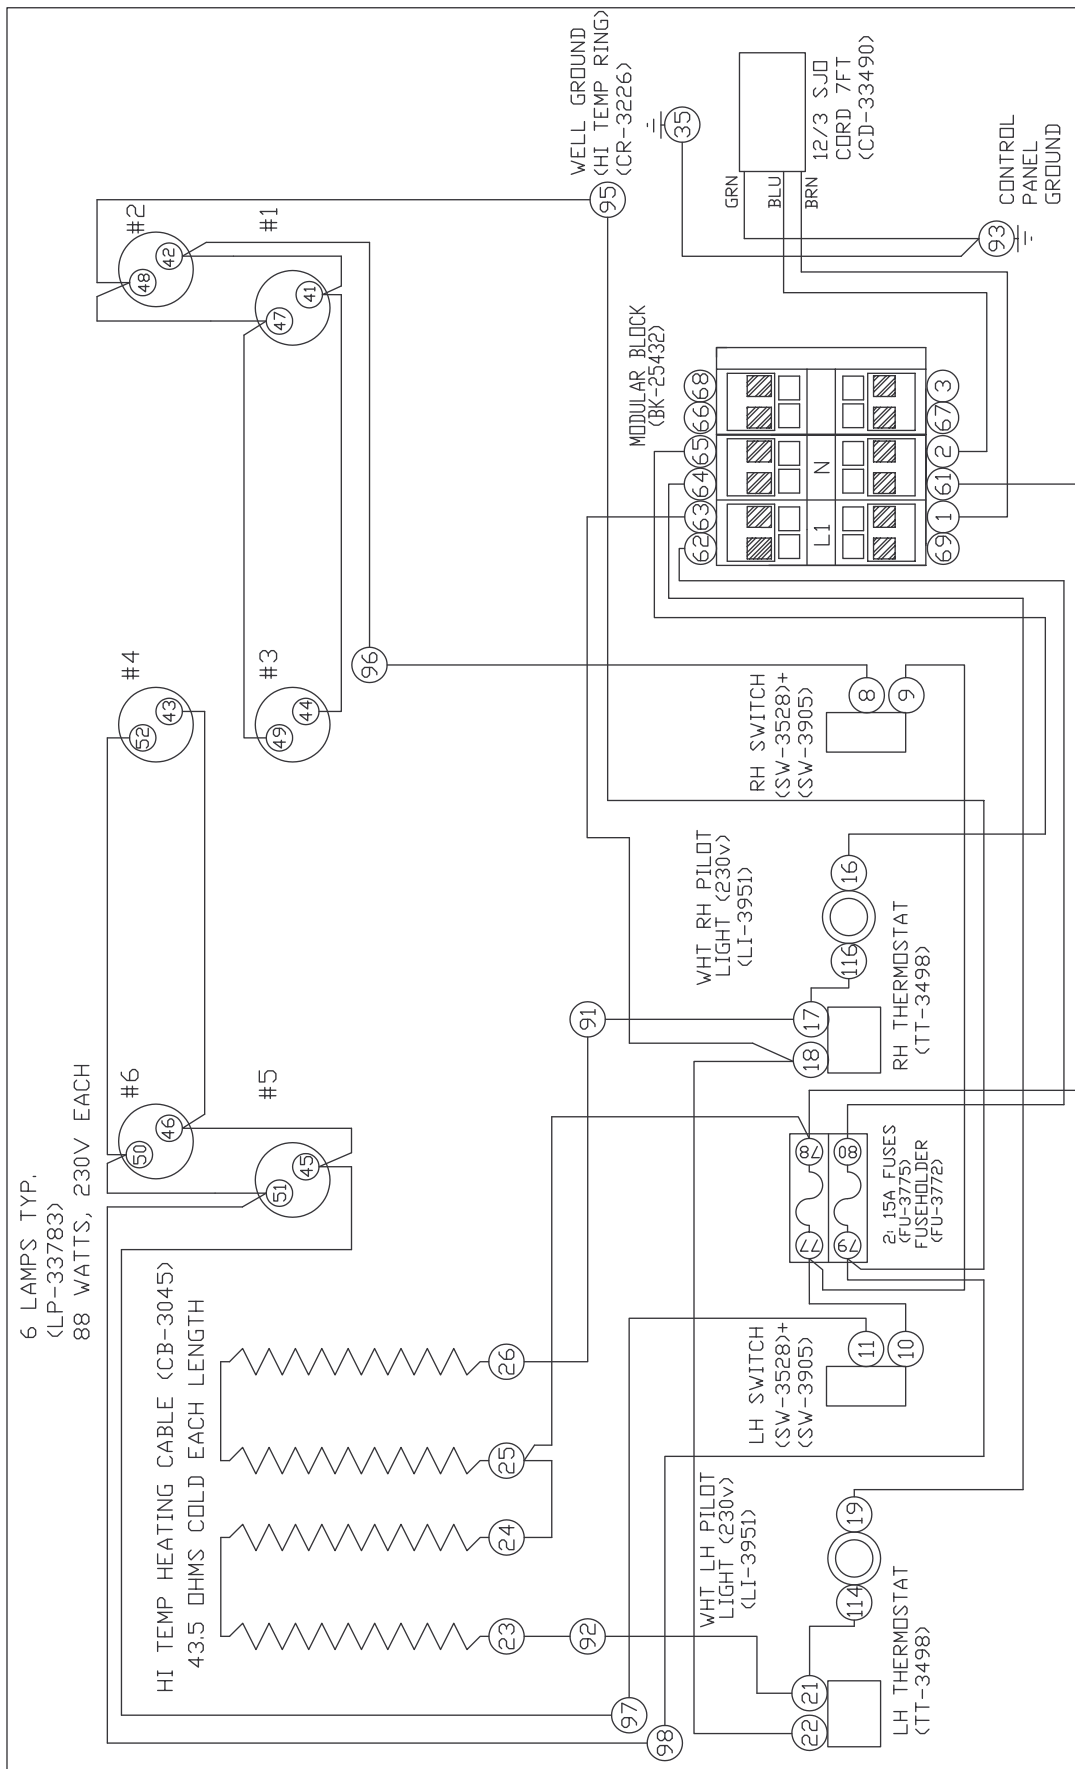 6 LAMPS TYP.
(LP-33783)
88 WATTS, 230V EACH
#6
#5
#4
#3
#2
#1
50
46
51
45
52
43
49
44
48
42
47
41
HI TEMP HEATING CABLE (CB-3045)
43.5 OHMS COLD EACH LENGTH
23
24
25
26
92
91
97
98
96
95
WELL GROUND
(HI TEMP RING)
(CR-3226)
35
12/3 SJO
CORD 7FT
(CD-33490)
GRN
BLU
BRN
93
CONTROL
PANEL
GROUND
MODULAR BLOCK
(BK-25432)
62
63
64
65
66
68
L1
N
69
1
61
2
67
3
RH SWITCH
(SW-3528)+
(SW-3905)
8
9
WHT RH PILOT
LIGHT (230v)
(LI-3951)
116
16
18
17
RH THERMOSTAT
(TT-3498)
77
78
79
80
2: 15A FUSES
(FU-3775)
FUSEHOLDER
(FU-3772)
LH SWITCH
(SW-3528)+
(SW-3905)
11
10
WHT LH PILOT
LIGHT (230v)
(LI-3951)
114
19
22
21
LH THERMOSTAT
(TT-3498)